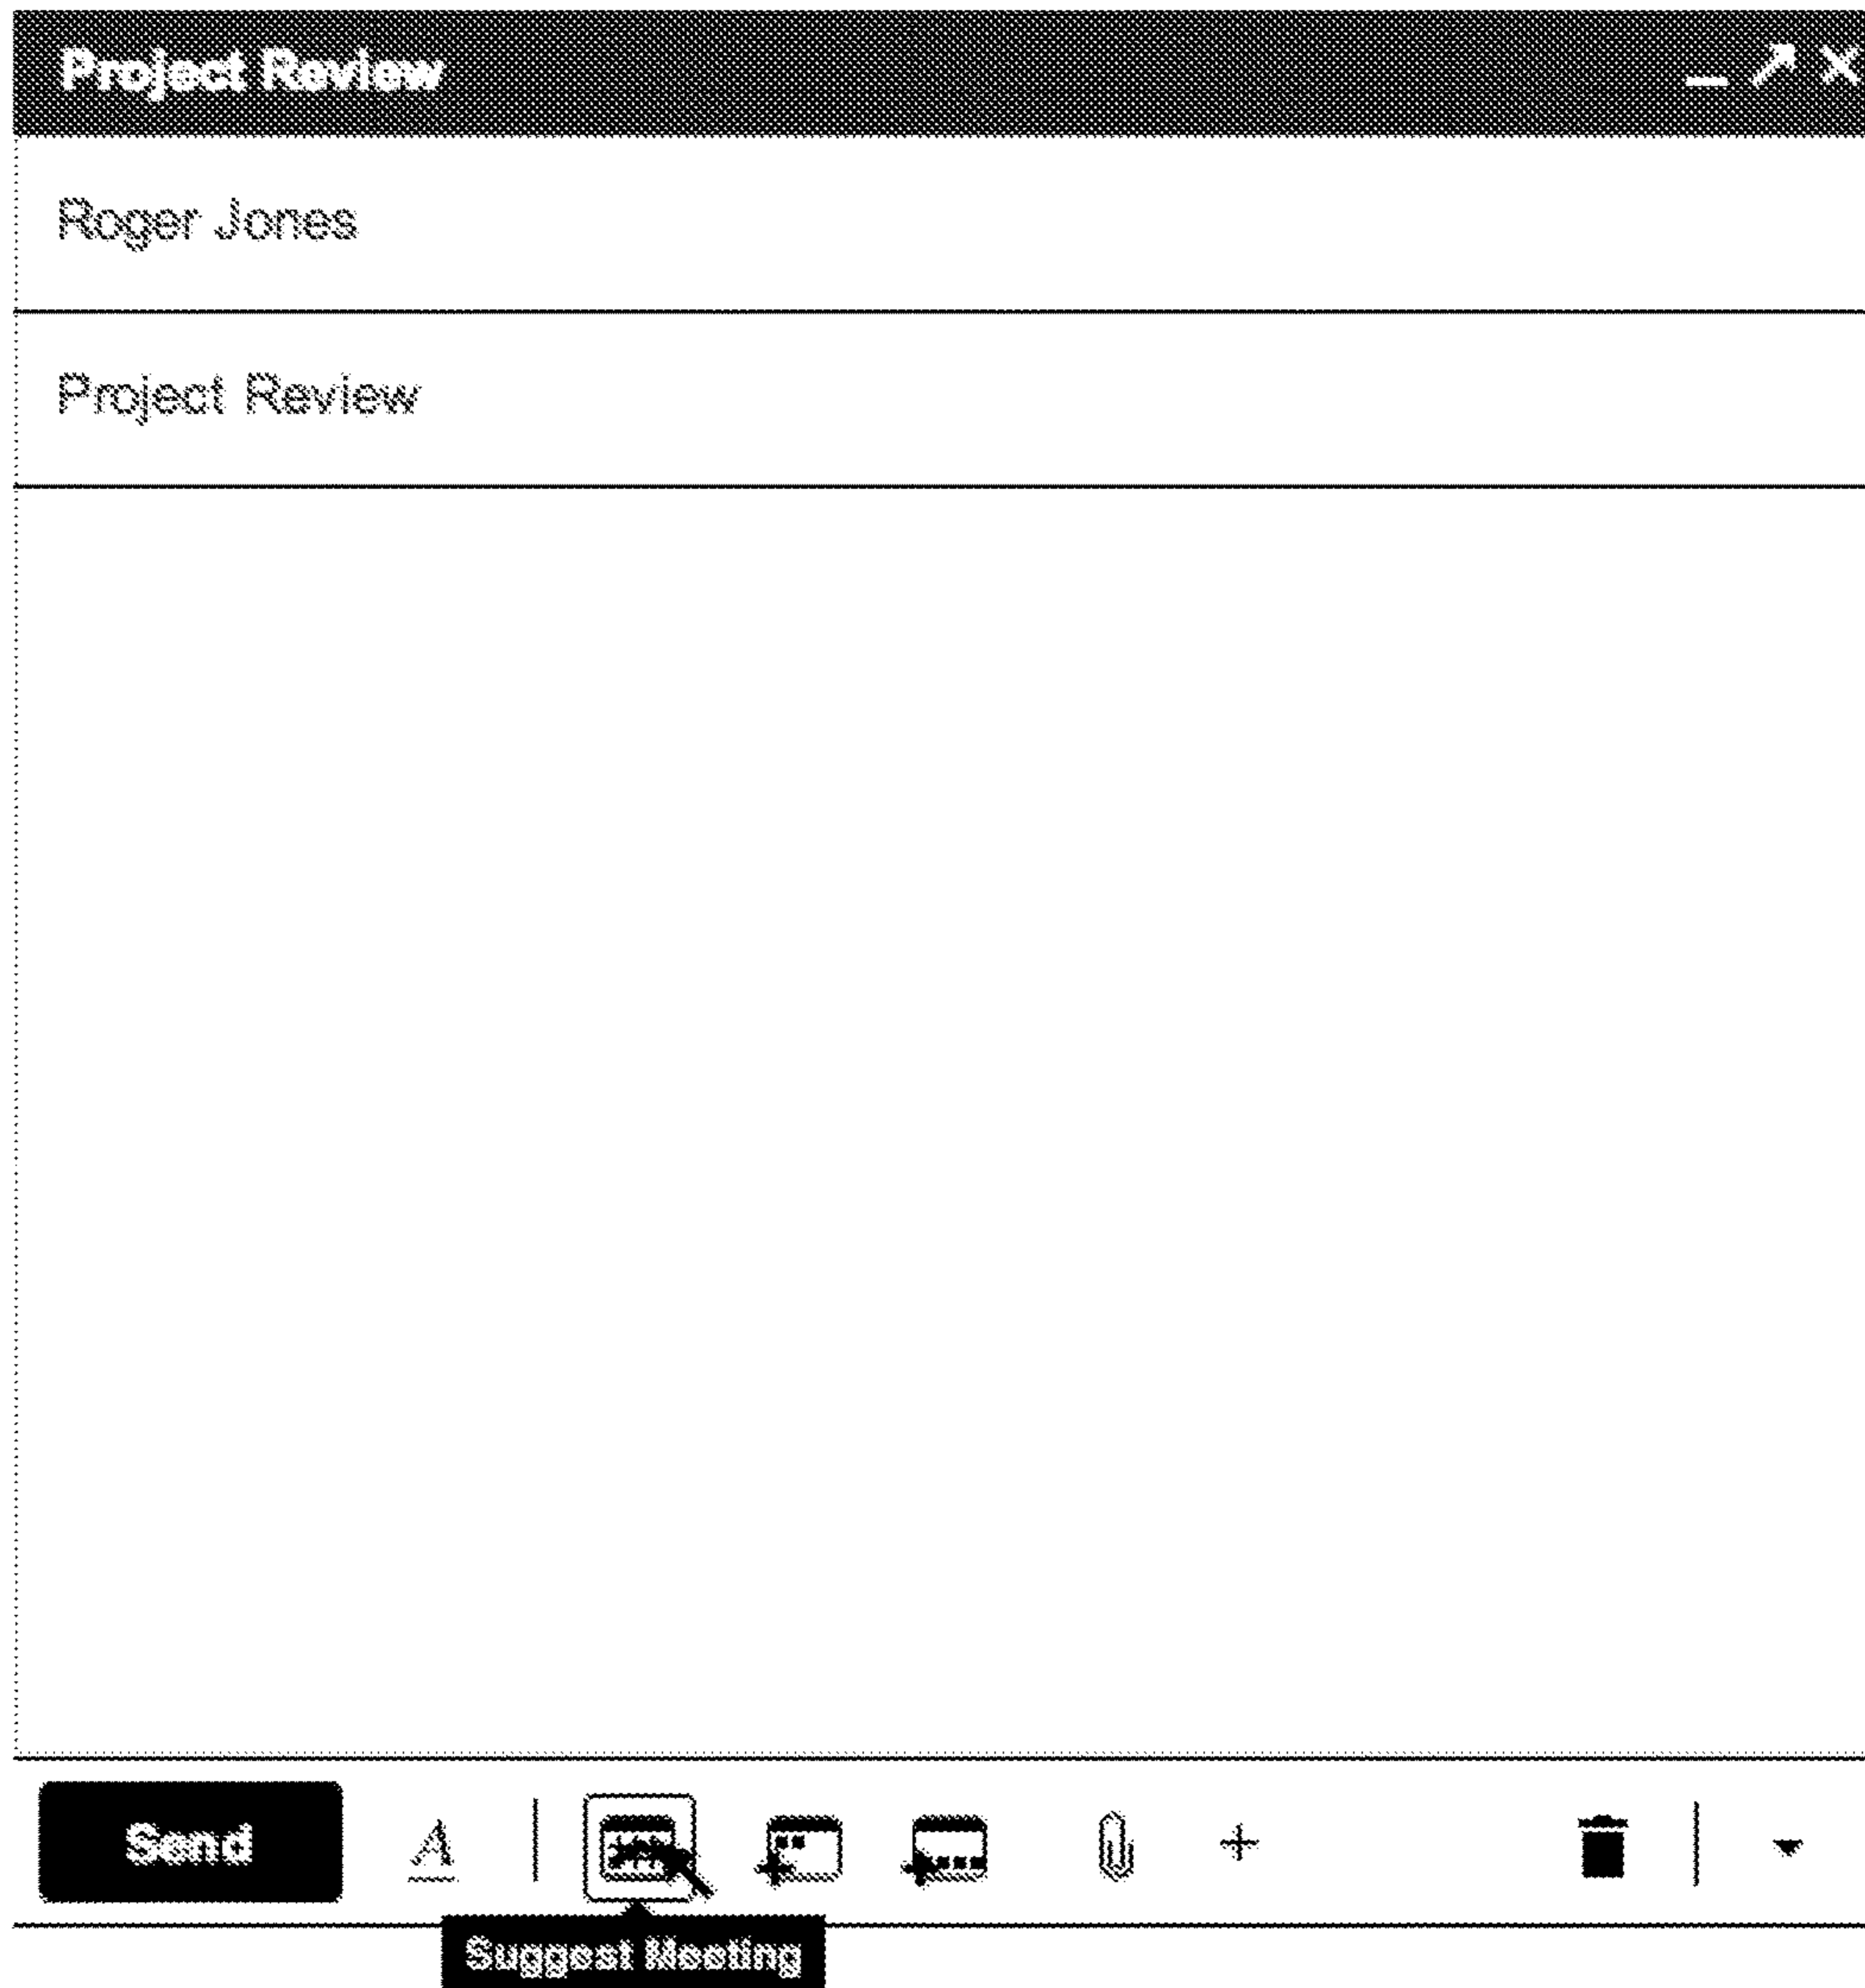 Project Review
Roger Jones
Project Review
Send A
Suggest Meeting